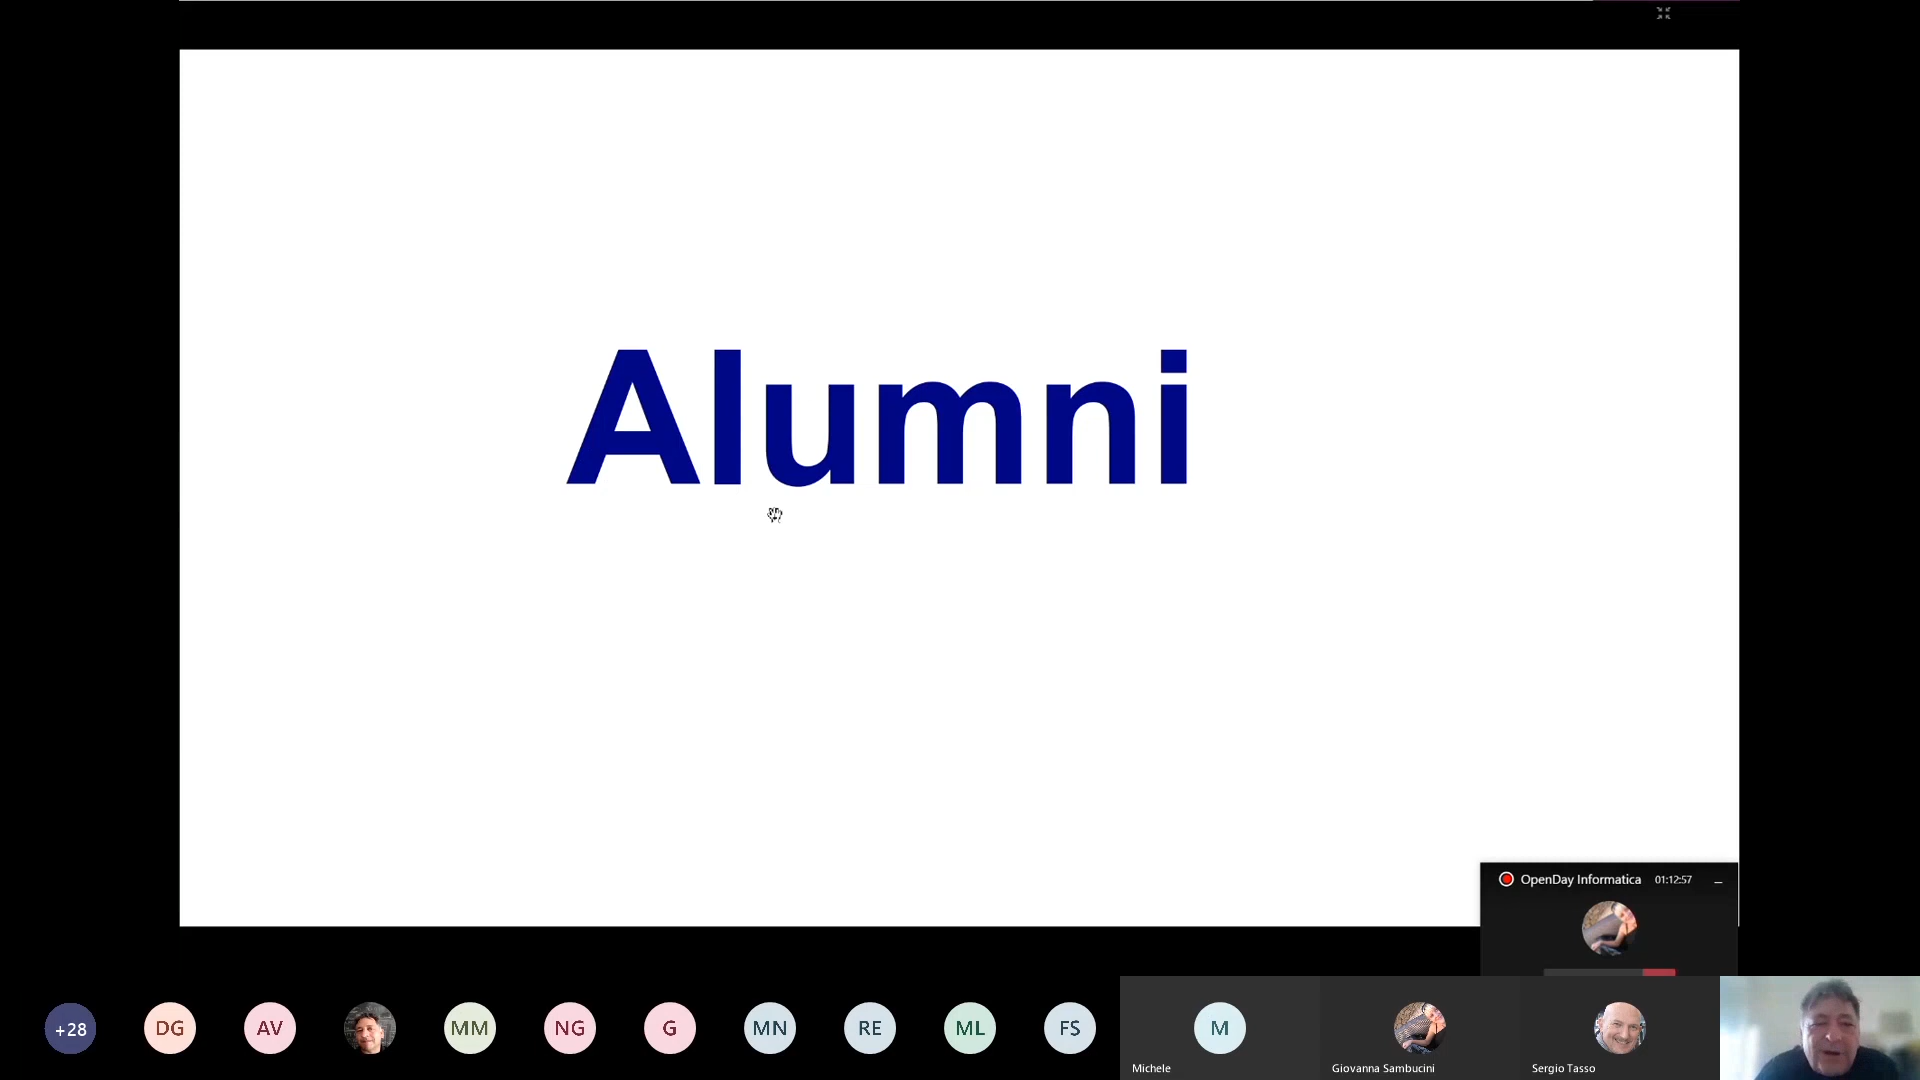 Alumni
OpenDay Informatica 01:12:57
+28 DG AV MM NG G MN RE ML FS M
Michele Giovanna Sambucini Sergio Tasso